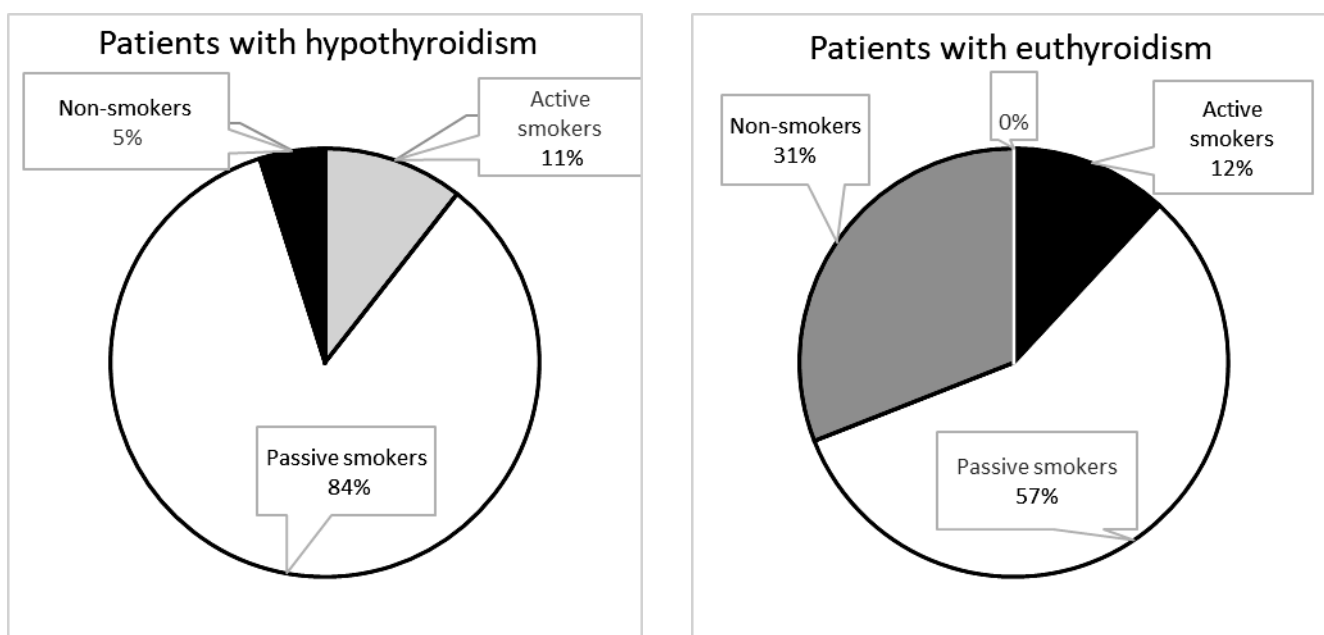 Patients with hypothyroidism
Non-smokers
5%
Active
smokers
11%
Passive smokers
84%
Patients with euthyroidism
0%
Non-smokers
31%
Active
smokers
12%
Passive smokers
57%